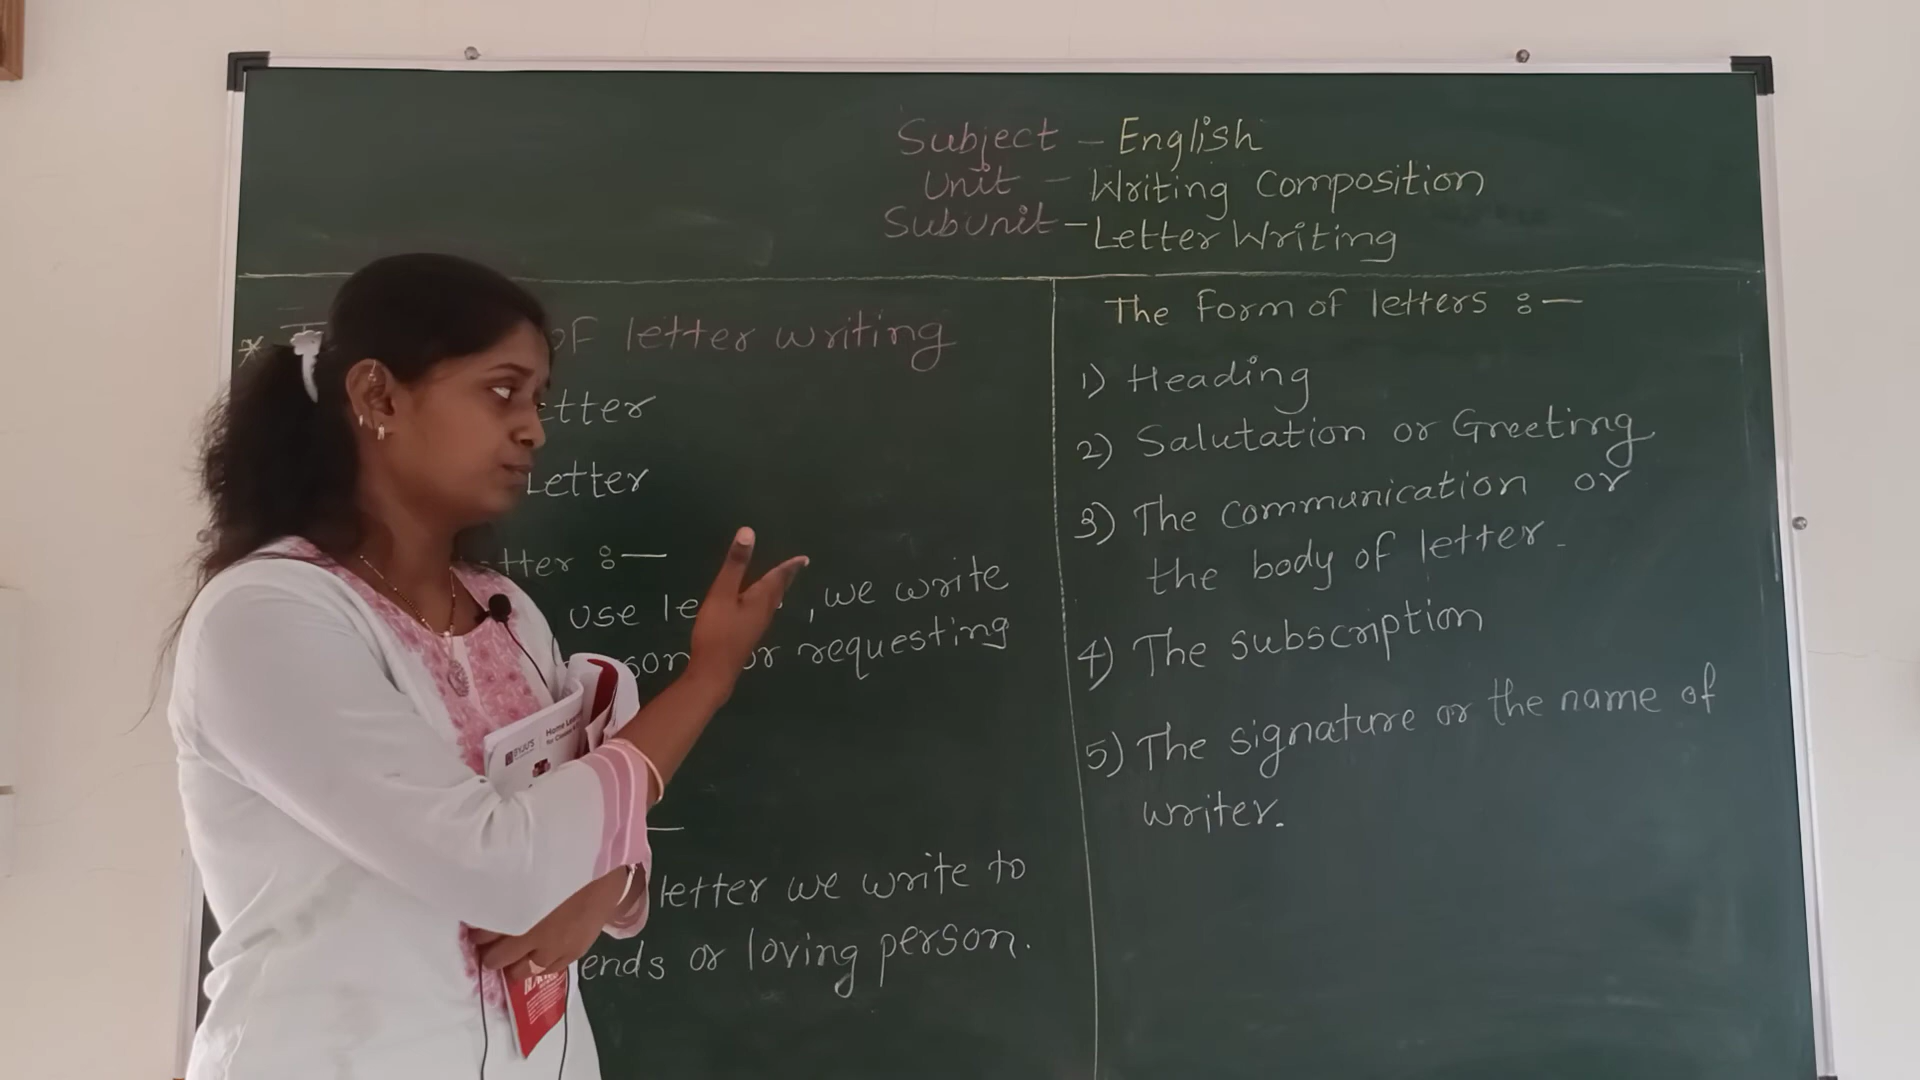 Subject - English
Unit - Writing Composition
Subunit - Letter Writing
* of letter writing
Letter
tter :-
use , we write
or requesting
letter we write to
ends or loving person.
The form of letters :-
1) Heading
2) Salutation or Greeting
3) The communication or
the body of letter.
4) The subscription
5) The signature or the name of
writer.
BYJU'S